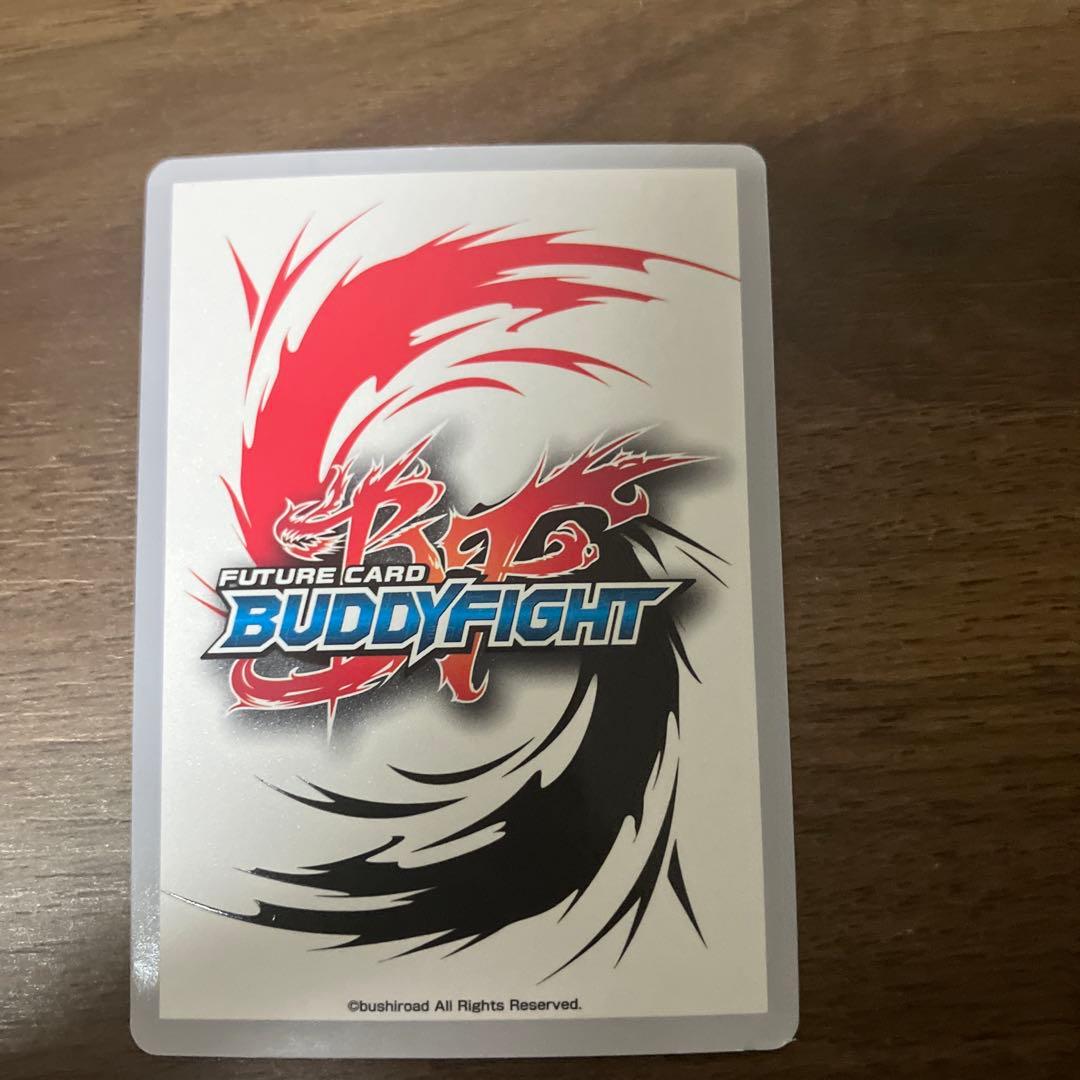 FUTURE CARD
BUDDYFIGHT
©bushiroad All Rights Reserved.